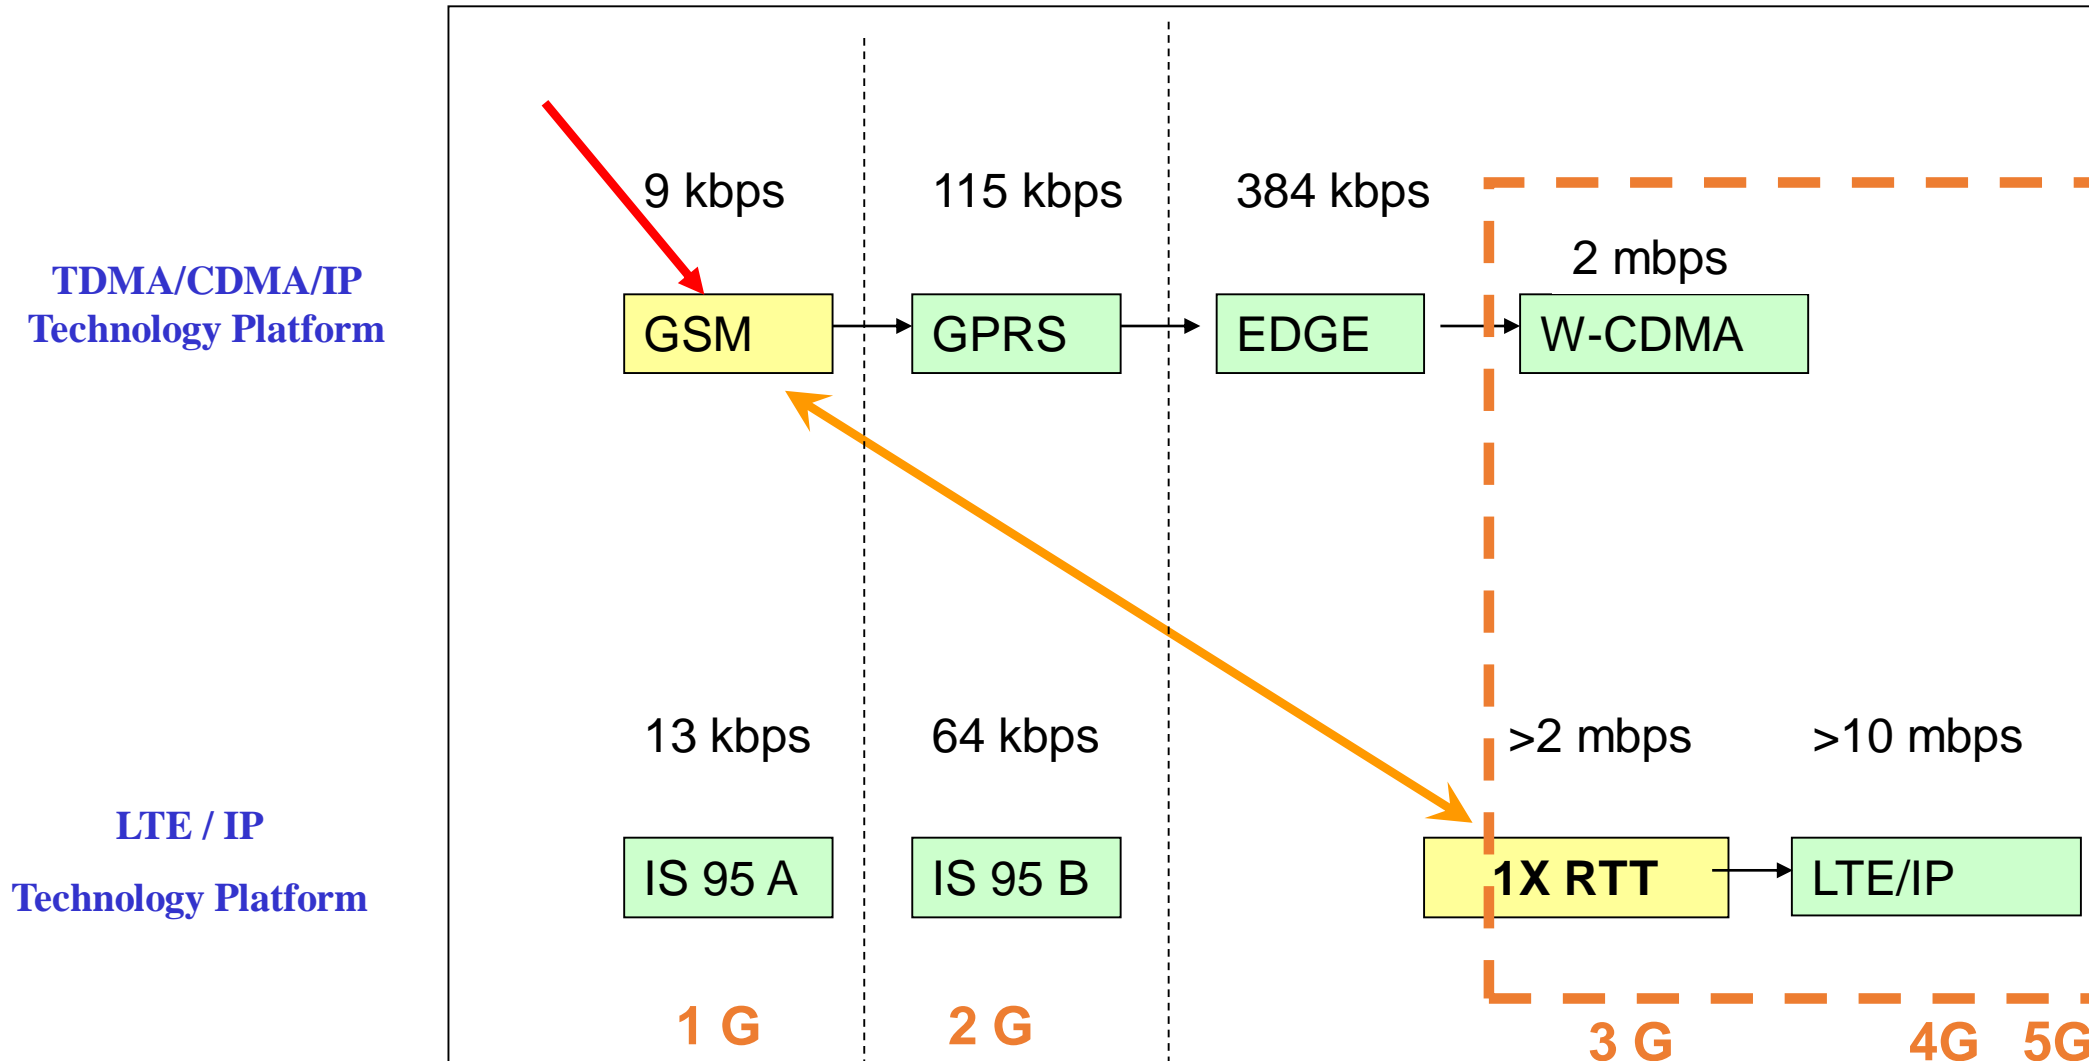 9 kbps
115 kbps
384 kbps
2 mbps
TDMA/CDMA/IP
Technology Platform
GSM
GPRS
EDGE
W-CDMA
13 kbps
64 kbps
>2 mbps
>10 mbps
LTE / IP
Technology Platform
IS 95 A
IS 95 B
1X RTT
LTE/IP
1 G
2 G
3 G
4G
5G